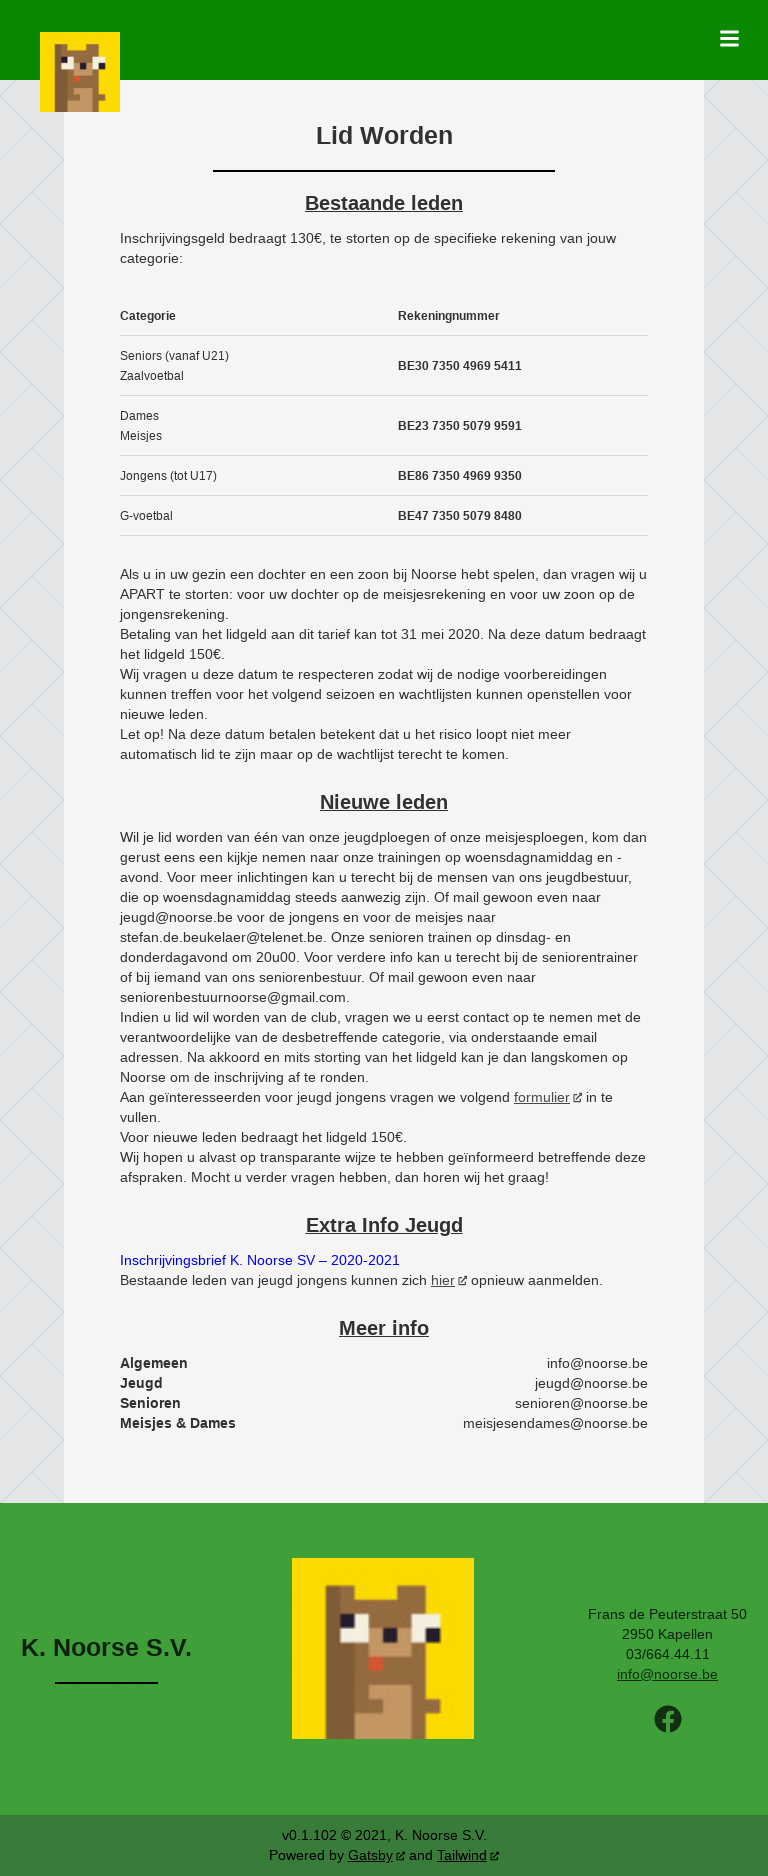 Lid Worden
Bestaande leden
Inschrijvingsgeld bedraagt 130€, te storten op de specifieke rekening van jouw
categorie:
Categorie Rekeningnummer
Seniors (vanaf U21)
Zaalvoetbal
BE30 7350 4969 5411
Dames
Meisjes
BE23 7350 5079 9591
Jongens (tot U17) BE86 7350 4969 9350
G-voetbal BE47 7350 5079 8480
Als u in uw gezin een dochter en een zoon bij Noorse hebt spelen, dan vragen wij u
APART te storten: voor uw dochter op de meisjesrekening en voor uw zoon op de
jongensrekening.
Betaling van het lidgeld aan dit tarief kan tot 31 mei 2020. Na deze datum bedraagt
het lidgeld 150€.
Wij vragen u deze datum te respecteren zodat wij de nodige voorbereidingen
kunnen treffen voor het volgend seizoen en wachtlijsten kunnen openstellen voor
nieuwe leden.
Let op! Na deze datum betalen betekent dat u het risico loopt niet meer
automatisch lid te zijn maar op de wachtlijst terecht te komen.
Nieuwe leden
Wil je lid worden van één van onze jeugdploegen of onze meisjesploegen, kom dan
gerust eens een kijkje nemen naar onze trainingen op woensdagnamiddag en -
avond. Voor meer inlichtingen kan u terecht bij de mensen van ons jeugdbestuur,
die op woensdagnamiddag steeds aanwezig zijn. Of mail gewoon even naar
jeugd@noorse.be voor de jongens en voor de meisjes naar
stefan.de.beukelaer@telenet.be. Onze senioren trainen op dinsdag- en
donderdagavond om 20u00. Voor verdere info kan u terecht bij de seniorentrainer
of bij iemand van ons seniorenbestuur. Of mail gewoon even naar
seniorenbestuurnoorse@gmail.com.
Indien u lid wil worden van de club, vragen we u eerst contact op te nemen met de
verantwoordelijke van de desbetreffende categorie, via onderstaande email
adressen. Na akkoord en mits storting van het lidgeld kan je dan langskomen op
Noorse om de inschrijving af te ronden.
Aan geïnteresseerden voor jeugd jongens vragen we volgend formulier in te
vullen.
Voor nieuwe leden bedraagt het lidgeld 150€.
Wij hopen u alvast op transparante wijze te hebben geïnformeerd betreffende deze
afspraken. Mocht u verder vragen hebben, dan horen wij het graag!
Extra Info Jeugd
Inschrijvingsbrief K. Noorse SV – 2020-2021
Bestaande leden van jeugd jongens kunnen zich hier opnieuw aanmelden.
Meer info
Algemeen info@noorse.be
Jeugd jeugd@noorse.be
Senioren senioren@noorse.be
Meisjes & Dames meisjesendames@noorse.be
K. Noorse S.V.
Frans de Peuterstraat 50
2950 Kapellen
03/664.44.11
info@noorse.be
v0.1.102 © 2021, K. Noorse S.V.
Powered by Gatsby and Tailwind